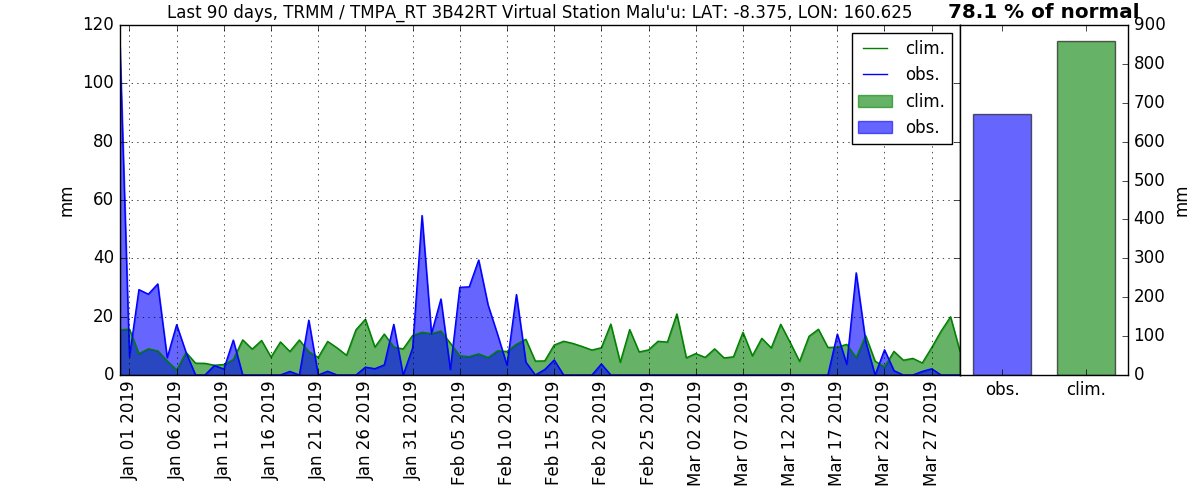 Last 90 days, TRMM / TMPA_RT 3B42RT Virtual Station Malu'u: LAT: -8.375, LON: 160.625
78.1 % of normal
120
100
80
60
40
20
0
mm
clim.
obs.
clim.
obs.
900
800
700
600
500
400
300
200
100
0
mm
Jan 01 2019
Jan 06 2019
Jan 11 2019
Jan 16 2019
Jan 21 2019
Jan 26 2019
Jan 31 2019
Feb 05 2019
Feb 10 2019
Feb 15 2019
Feb 20 2019
Feb 25 2019
Mar 02 2019
Mar 07 2019
Mar 12 2019
Mar 17 2019
Mar 22 2019
Mar 27 2019
obs.
clim.